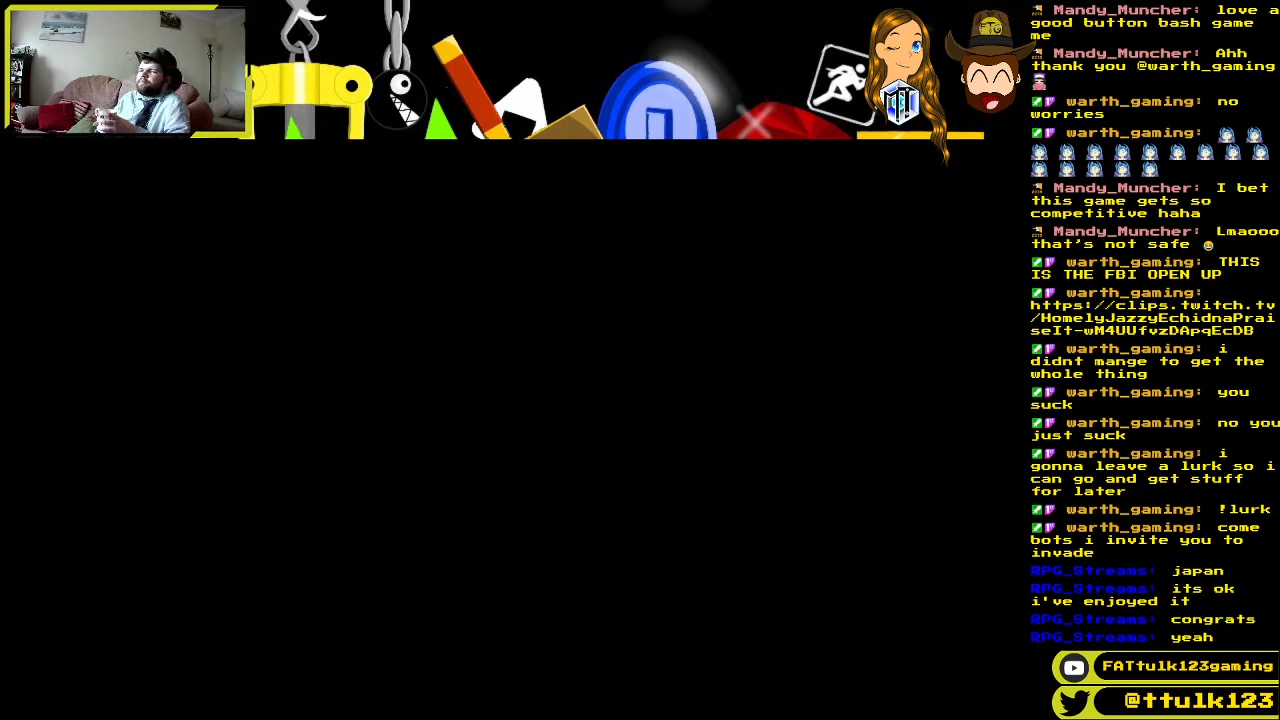 Mandy_Muncher: love a
good button bash game
me
Mandy_Muncher: Ahh
thank you @warth_gaming
warth_gaming: no
worries
warth_gaming:
Mandy_Muncher: I bet
this game gets so
competitive haha
Mandy_Muncher: Lmaooo
that's not safe
warth_gaming: THIS
IS THE FBI OPEN UP
warth_gaming:
https://clips.twitch.tv
/HomelyJazzyEchidnaPrai
seIt-wM4UUfvzDApqEcDB
warth_gaming: i
didnt mange to get the
whole thing
warth_gaming: you
suck
warth_gaming: no you
just suck
warth_gaming: i
gonna leave a lurk so i
can go and get stuff
for later
warth_gaming: !lurk
warth_gaming: come
bots i invite you to
invade
RPG_Streams: japan
RPG_Streams: its ok
i've enjoyed it
RPG_Streams: congrats
RPG_Streams: yeah
FATtulk123gaming
@ttulk123